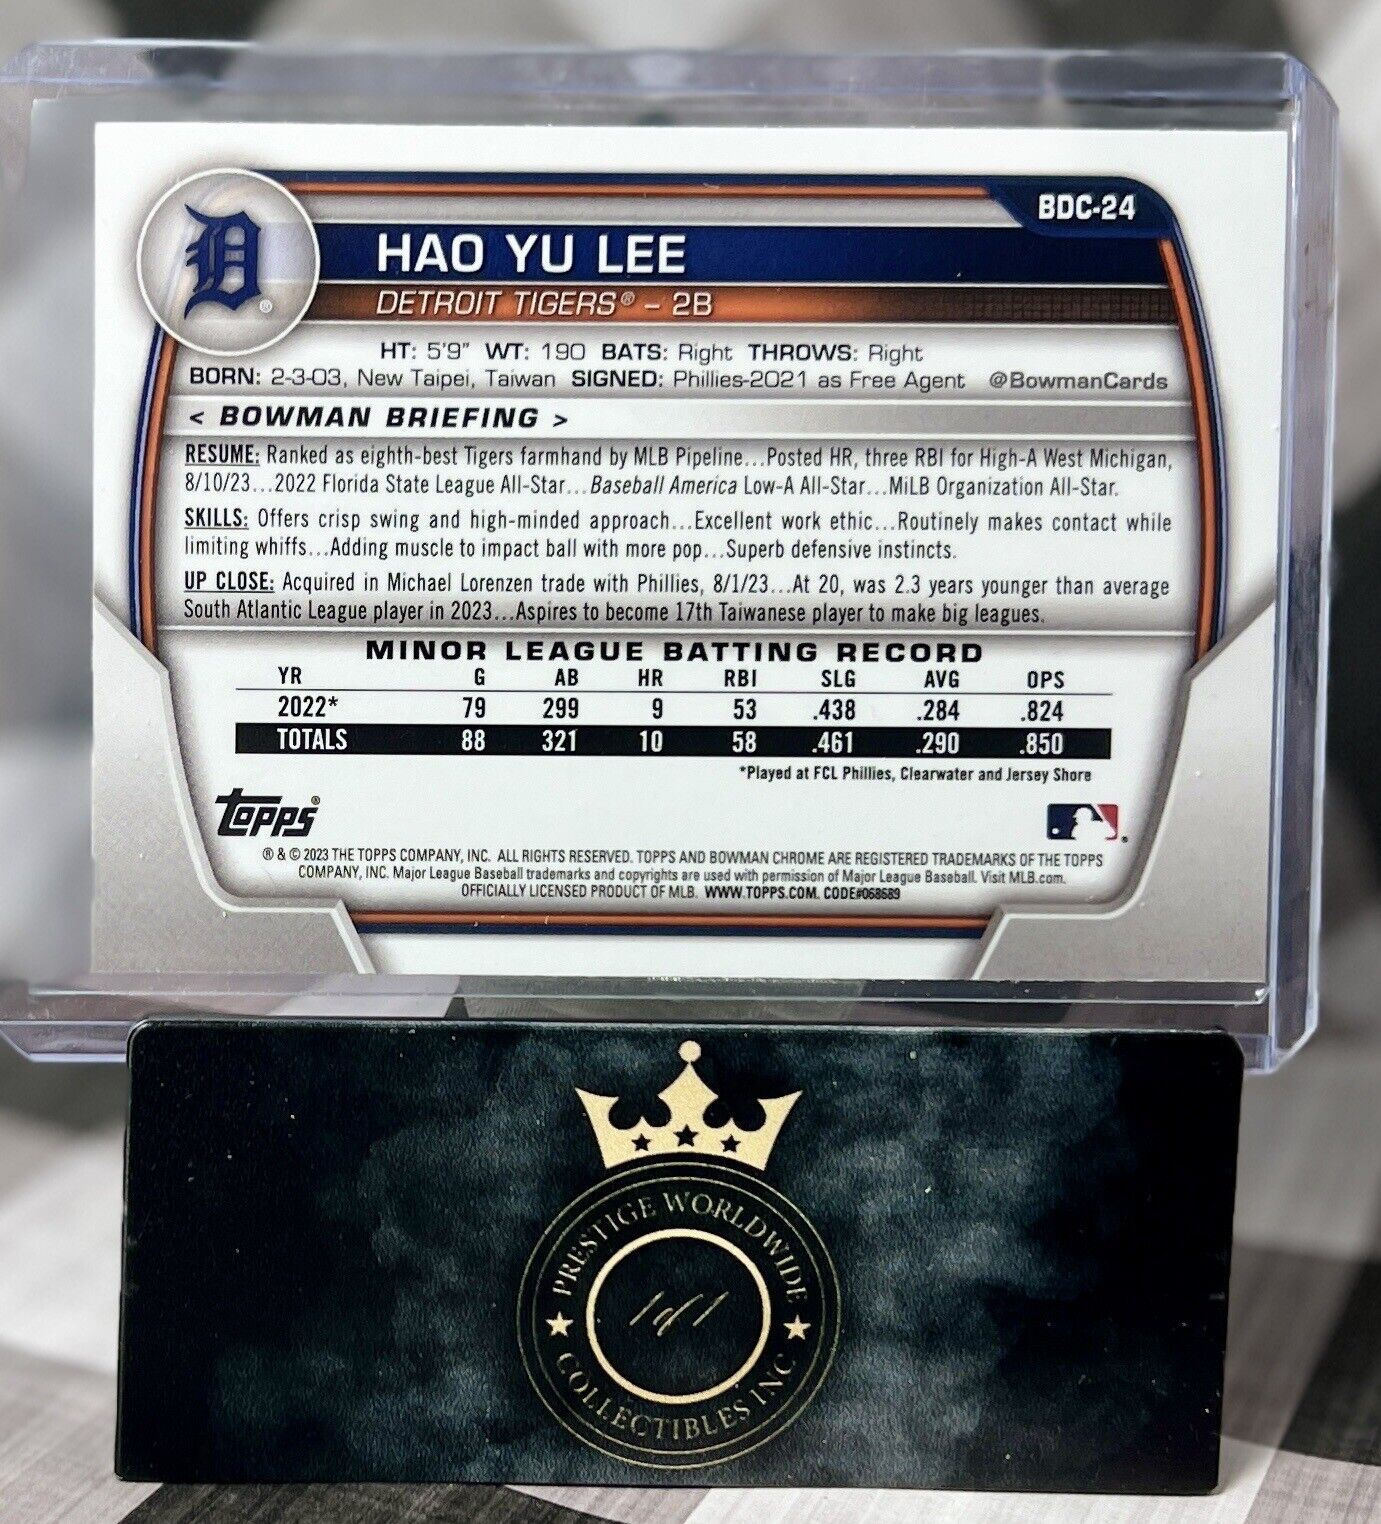 BDC-24
D®
HAO YU LEE
DETROIT TIGERS® – 2B
HT: 5'9" WT: 190 BATS: Right THROWS: Right
BORN: 2-3-03, New Taipei, Taiwan SIGNED: Phillies-2021 as Free Agent @BowmanCards
< BOWMAN BRIEFING >
RESUME: Ranked as eighth-best Tigers farmhand by MLB Pipeline...Posted HR, three RBI for High-A West Michigan,
8/10/23...2022 Florida State League All-Star...Baseball America Low-A All-Star...MiLB Organization All-Star.
SKILLS: Offers crisp swing and high-minded approach...Excellent work ethic...Routinely makes contact while
limiting whiffs...Adding muscle to impact ball with more pop...Superb defensive instincts.
UP CLOSE: Acquired in Michael Lorenzen trade with Phillies, 8/1/23...At 20, was 2.3 years younger than average
South Atlantic League player in 2023...Aspires to become 17th Taiwanese player to make big leagues.
MINOR LEAGUE BATTING RECORD
YR G AB HR RBI SLG AVG OPS
2022* 79 299 9 53 .438 .284 .824
TOTALS 88 321 10 58 .461 .290 .850
*Played at FCL Phillies, Clearwater and Jersey Shore
Topps®
® & © 2023 THE TOPPS COMPANY, INC. ALL RIGHTS RESERVED. TOPPS AND BOWMAN CHROME ARE REGISTERED TRADEMARKS OF THE TOPPS
COMPANY, INC. Major League Baseball trademarks and copyrights are used with permission of Major League Baseball. Visit MLB.com.
OFFICIALLY LICENSED PRODUCT OF MLB. WWW.TOPPS.COM. CODE#068689
PRESTIGE WORLDWIDE
1of1
COLLECTIBLES INC